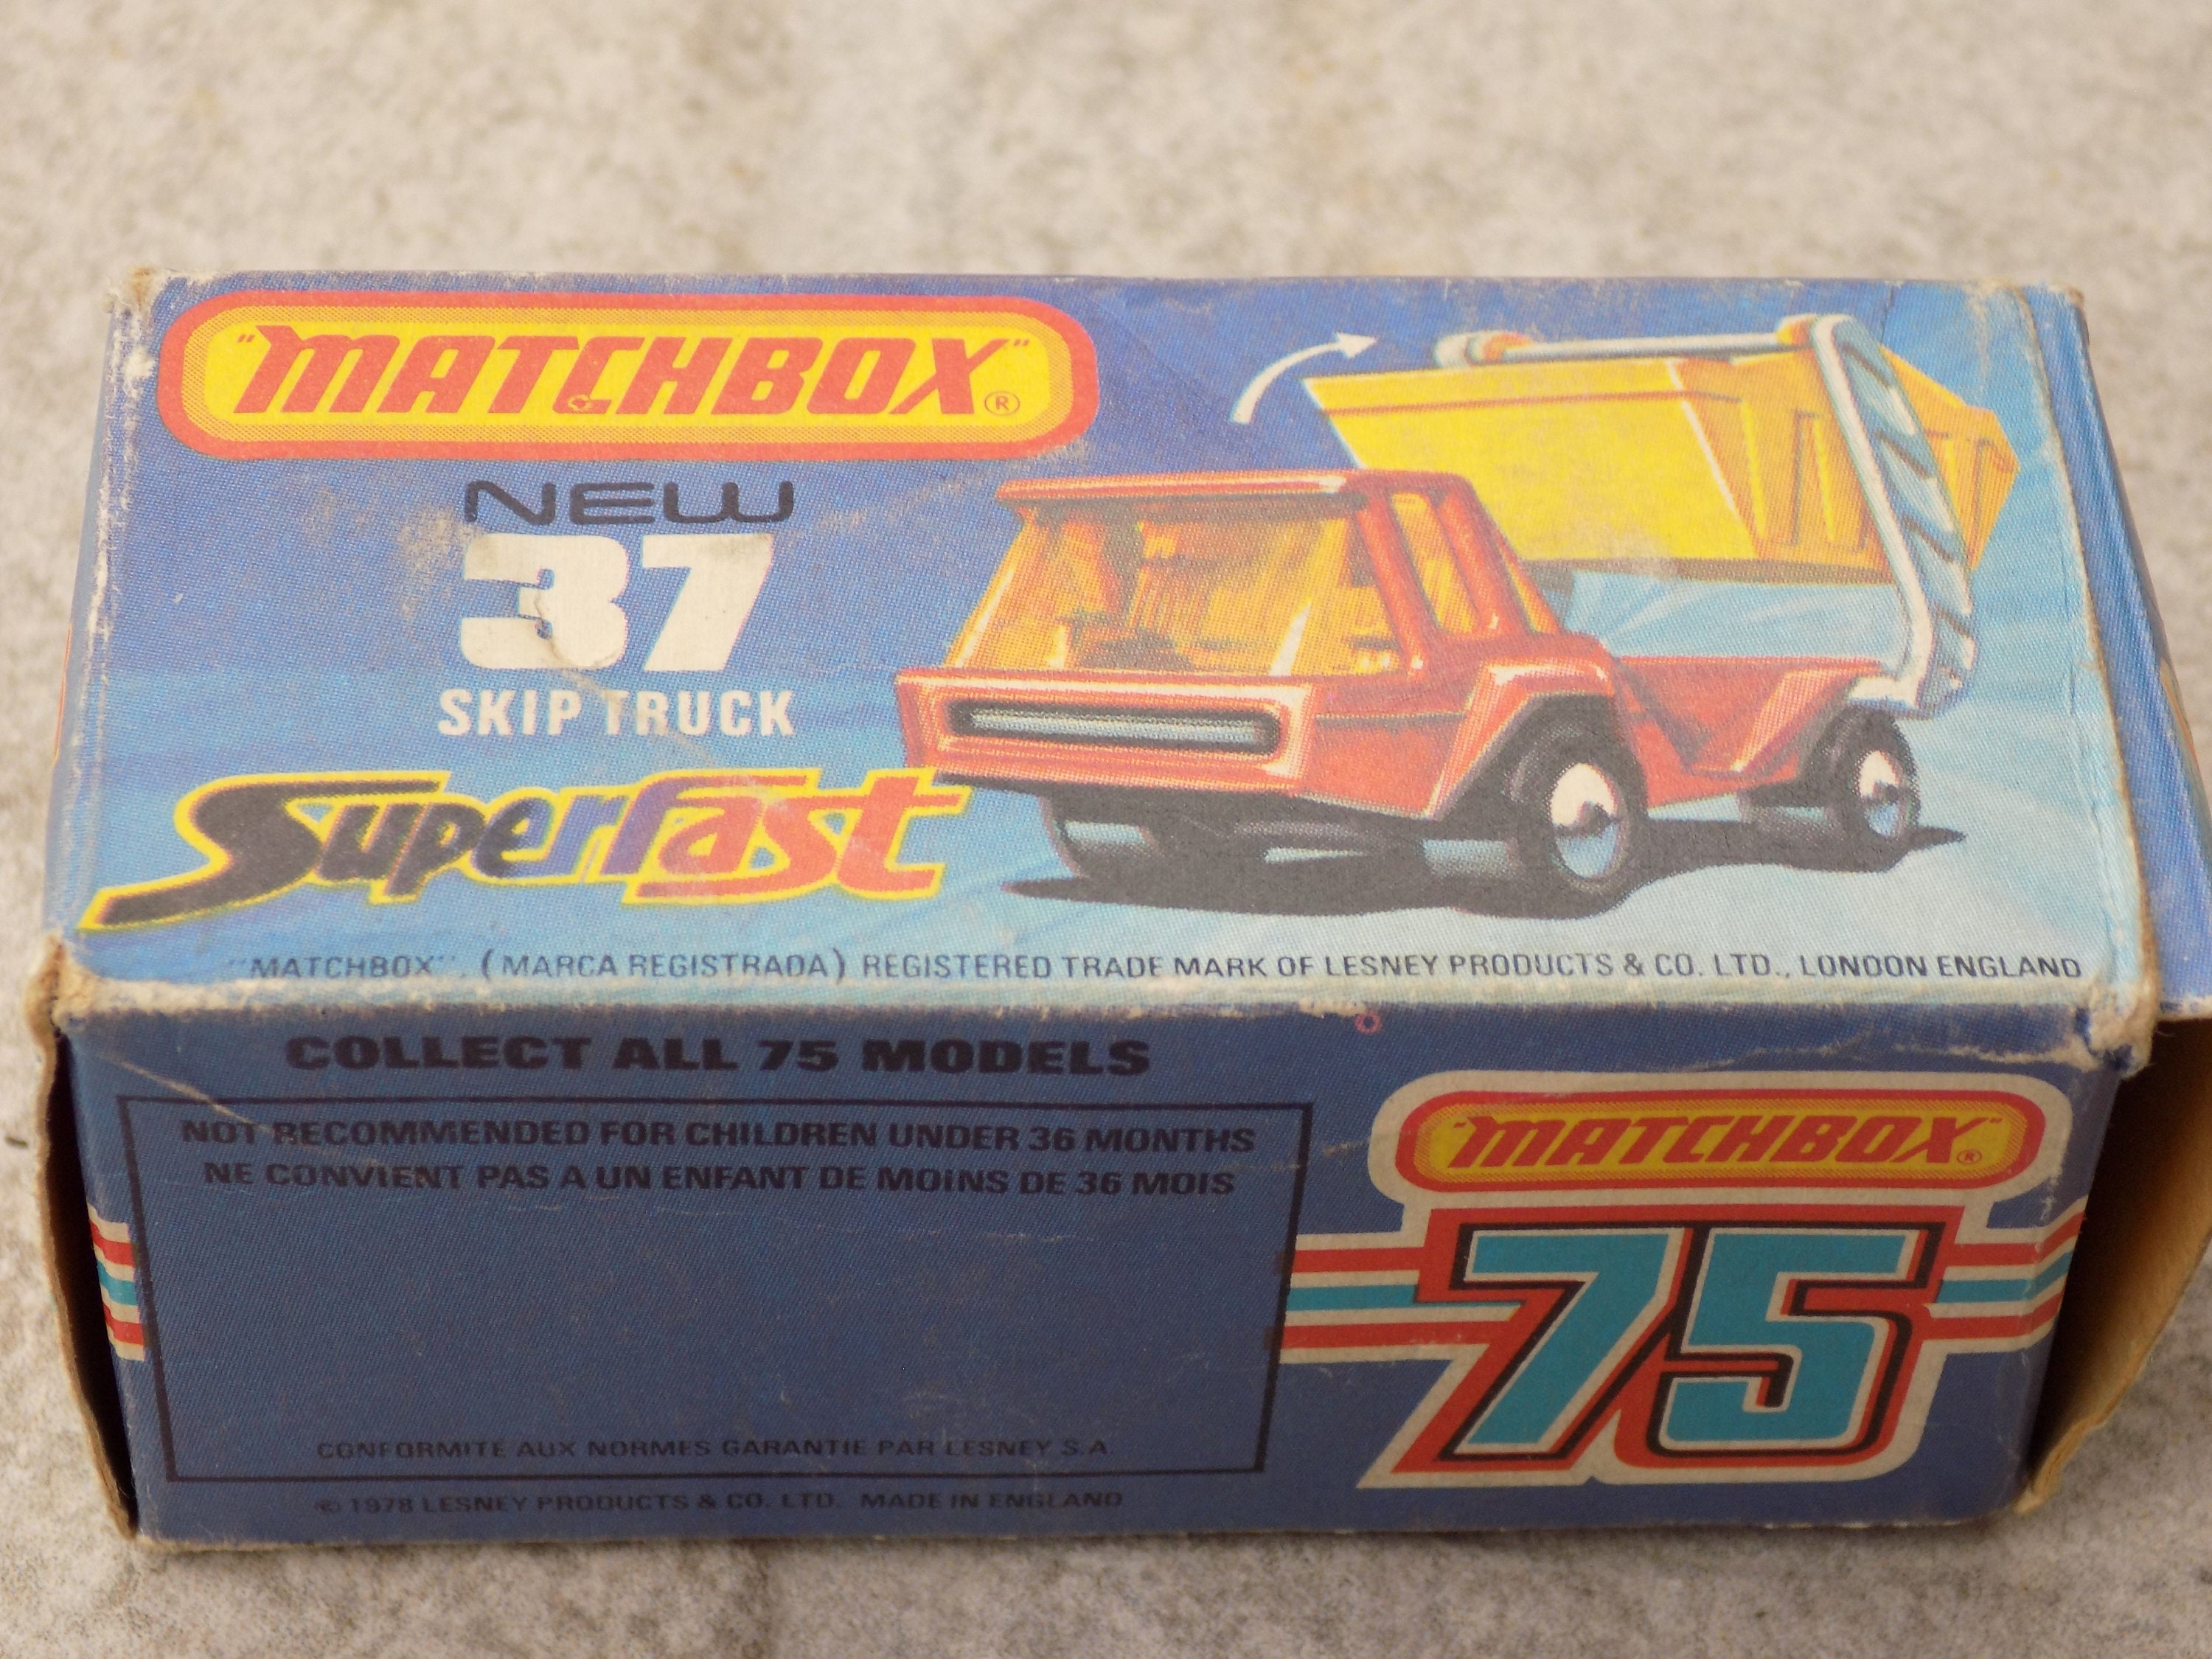 "MATCHBOX"®
NEW
37
SKIP TRUCK
Superfast
"MATCHBOX". (MARCA REGISTRADA) REGISTERED TRADE MARK OF LESNEY PRODUCTS & CO. LTD., LONDON ENGLAND
COLLECT ALL 75 MODELS
NOT RECOMMENDED FOR CHILDREN UNDER 36 MONTHS
NE CONVIENT PAS A UN ENFANT DE MOINS DE 36 MOIS
"MATCHBOX"®
75
CONFORMITE AUX NORMES GARANTIE PAR LESNEY S.A
© 1978 LESNEY PRODUCTS & CO. LTD. MADE IN ENGLAND